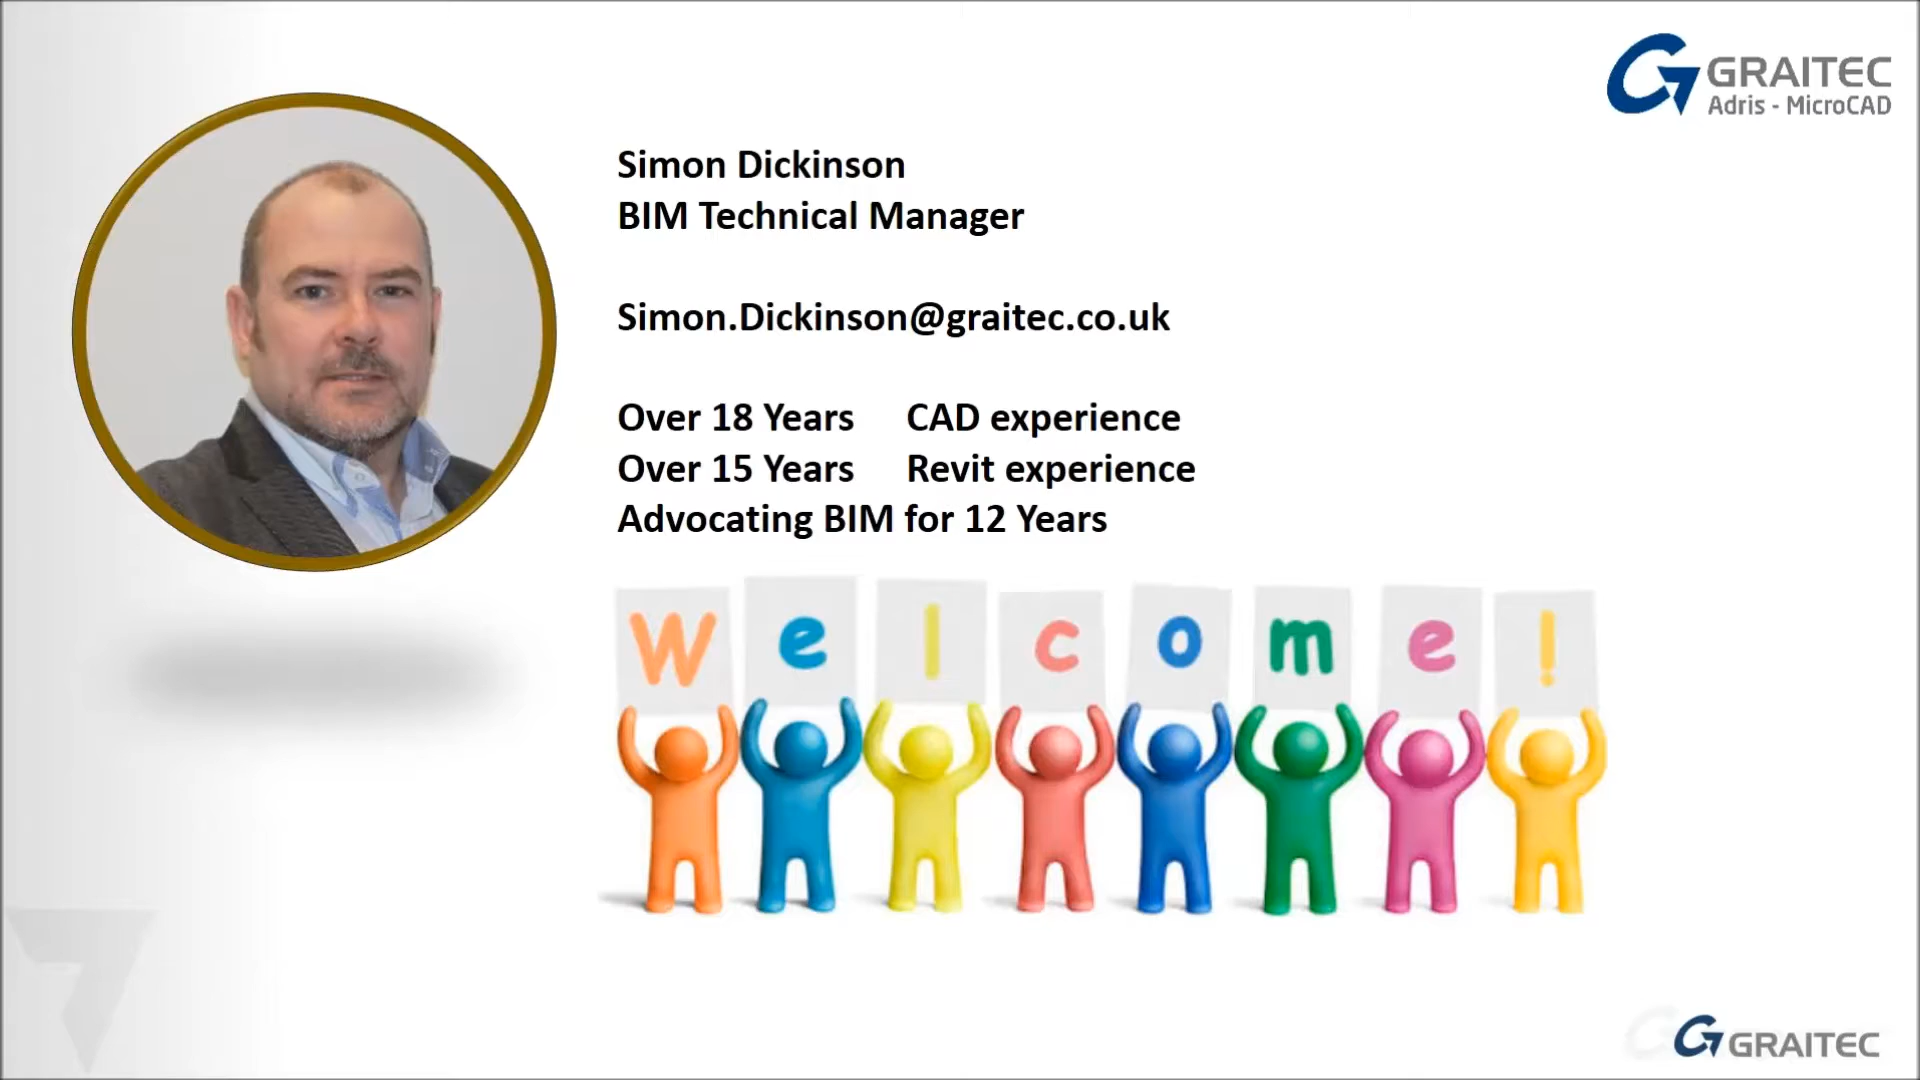 GRAITEC
Adris - MicroCAD
Simon Dickinson
BIM Technical Manager
Simon.Dickinson@graitec.co.uk
Over 18 Years CAD experience
Over 15 Years Revit experience
Advocating BIM for 12 Years
Welcome!
GRAITEC